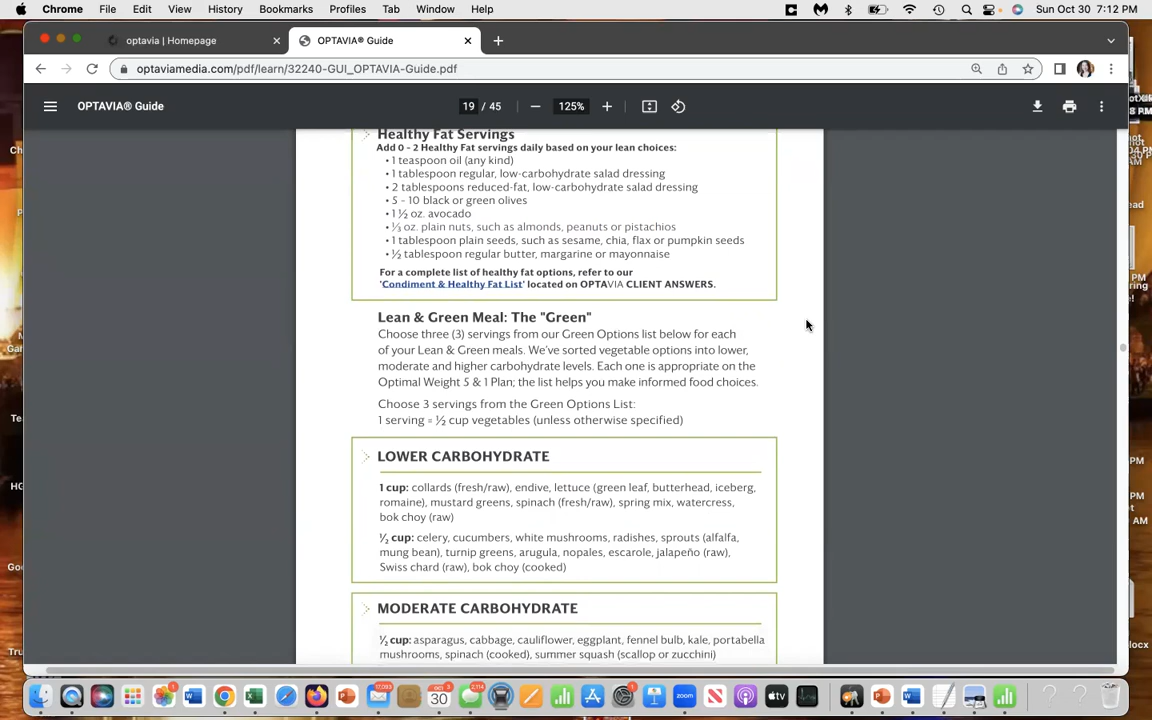 Chrome File Edit View History Bookmarks Profiles Tab Window Help Sun Oct 30 7:12 PM
optavia | Homepage OPTAVIA® Guide
optaviamedia.com/pdf/learn/32240-GUI_OPTAVIA-Guide.pdf
OPTAVIA® Guide 19 / 45 125%
Healthy Fat Servings
Add 0 - 2 Healthy Fat servings daily based on your lean choices:
• 1 teaspoon oil (any kind)
• 1 tablespoon regular, low-carbohydrate salad dressing
• 2 tablespoons reduced-fat, low-carbohydrate salad dressing
• 5 - 10 black or green olives
• 1 ½ oz. avocado
• ⅓ oz. plain nuts, such as almonds, peanuts or pistachios
• 1 tablespoon plain seeds, such as sesame, chia, flax or pumpkin seeds
• ½ tablespoon regular butter, margarine or mayonnaise
For a complete list of healthy fat options, refer to our
'Condiment & Healthy Fat List' located on OPTAVIA CLIENT ANSWERS.
Lean & Green Meal: The "Green"
Choose three (3) servings from our Green Options list below for each
of your Lean & Green meals. We've sorted vegetable options into lower,
moderate and higher carbohydrate levels. Each one is appropriate on the
Optimal Weight 5 & 1 Plan; the list helps you make informed food choices.
Choose 3 servings from the Green Options List:
1 serving = ½ cup vegetables (unless otherwise specified)
LOWER CARBOHYDRATE
1 cup: collards (fresh/raw), endive, lettuce (green leaf, butterhead, iceberg,
romaine), mustard greens, spinach (fresh/raw), spring mix, watercress,
bok choy (raw)
½ cup: celery, cucumbers, white mushrooms, radishes, sprouts (alfalfa,
mung bean), turnip greens, arugula, nopales, escarole, jalapeño (raw),
Swiss chard (raw), bok choy (cooked)
MODERATE CARBOHYDRATE
½ cup: asparagus, cabbage, cauliflower, eggplant, fennel bulb, kale, portabella
mushrooms, spinach (cooked), summer squash (scallop or zucchini)
zoom
tv